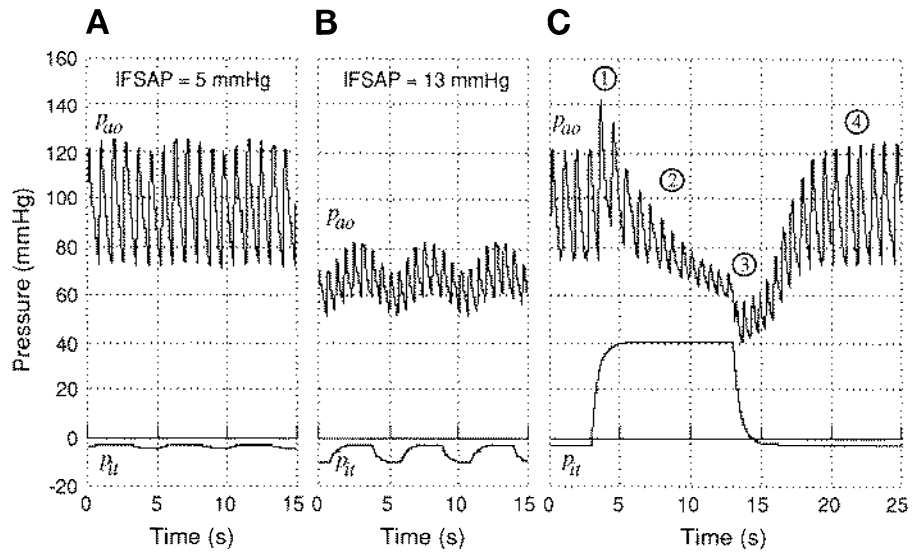 A B C
160
140
120
100
80
60
40
20
0
-20
Pressure (mmHg)
IFSAP = 5 mmHg
p_ao
p_it
0 5 10 15
Time (s)
IFSAP = 13 mmHg
p_ao
p_it
0 5 10 15
Time (s)
p_ao
①
②
③
④
p_it
0 5 10 15 20 25
Time (s)